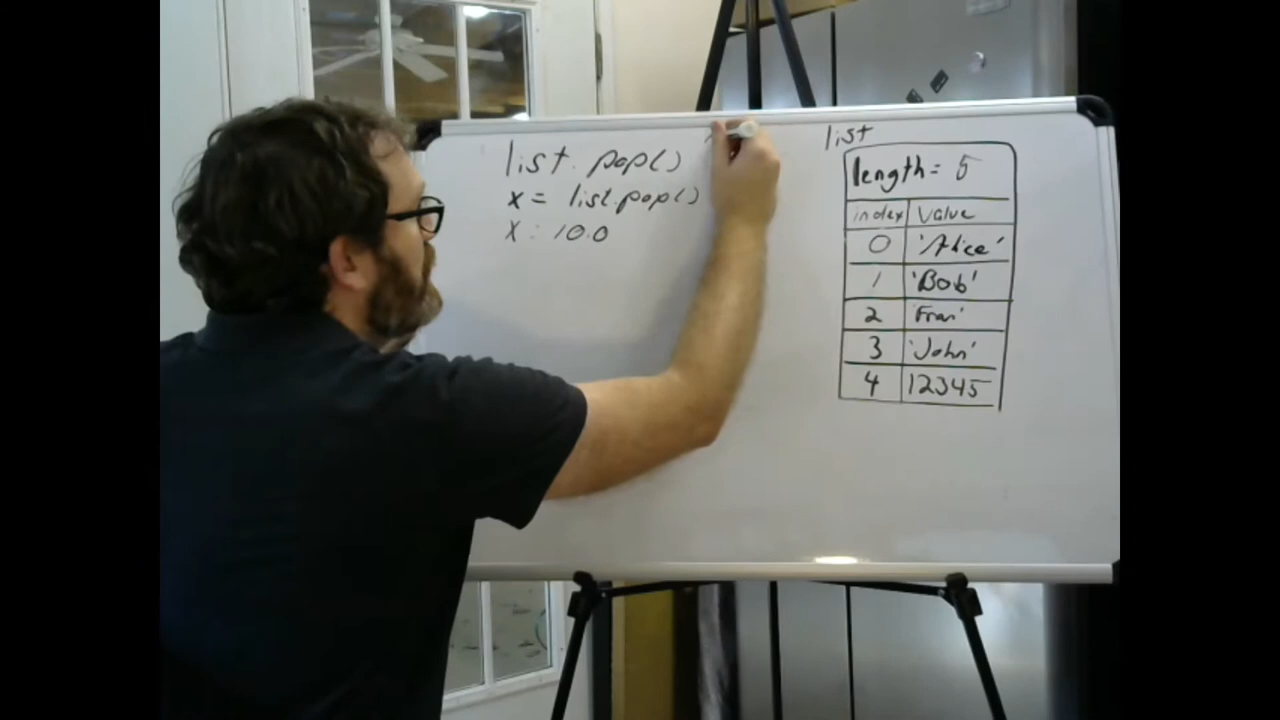 list.pop()
x = list.pop()
x : 10.0
list
length = 5
index value
0 'Alice'
1 'Bob'
2 'Fran'
3 'John'
4 12345